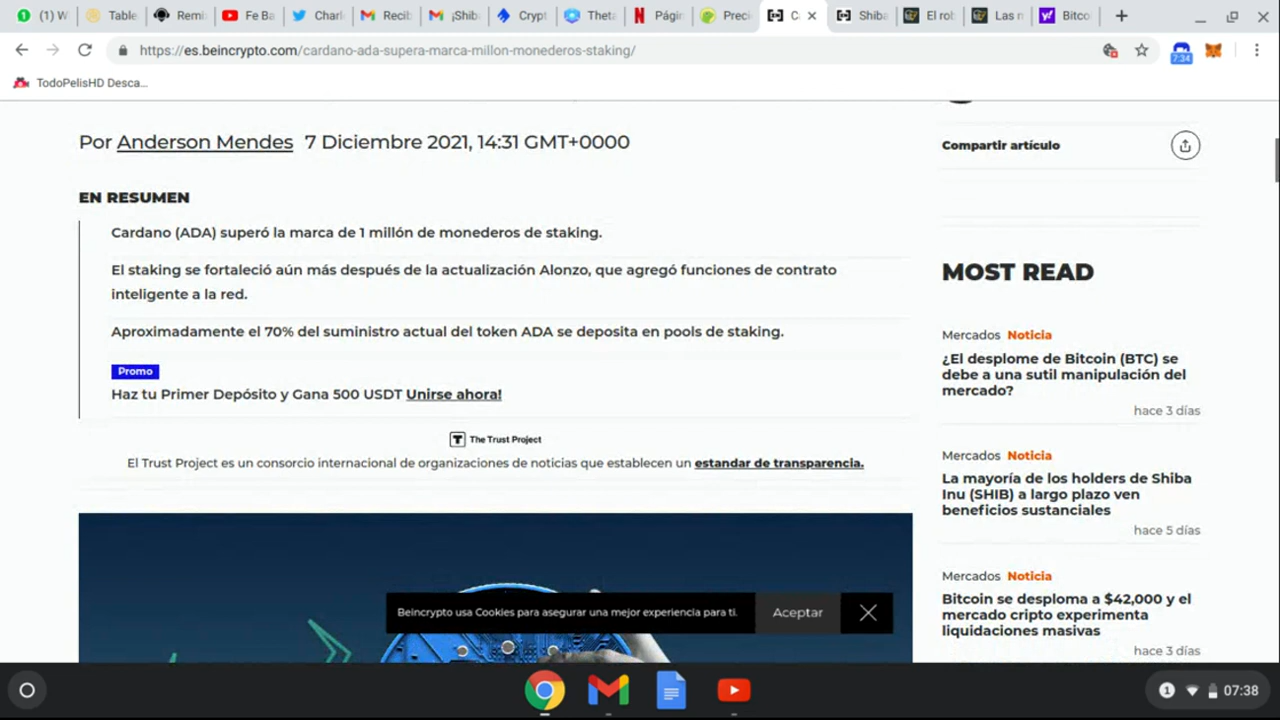 1 (1) W
Table
Remi
Fe Ba
Charl
Recib
¡Shib
Crypt
Theta
Págin
Preci
C
Shiba
El rol
Las n
Bitco
https://es.beincrypto.com/cardano-ada-supera-marca-millon-monederos-staking/
7:34
TodoPelisHD Desca...
Por Anderson Mendes 7 Diciembre 2021, 14:31 GMT+0000
EN RESUMEN
Cardano (ADA) superó la marca de 1 millón de monederos de staking.
El staking se fortaleció aún más después de la actualización Alonzo, que agregó funciones de contrato
inteligente a la red.
Aproximadamente el 70% del suministro actual del token ADA se deposita en pools de staking.
Promo
Haz tu Primer Depósito y Gana 500 USDT Unirse ahora!
T The Trust Project
El Trust Project es un consorcio internacional de organizaciones de noticias que establecen un estandar de transparencia.
Beincrypto usa Cookies para asegurar una mejor experiencia para ti.
Aceptar
Compartir artículo
MOST READ
Mercados Noticia
¿El desplome de Bitcoin (BTC) se
debe a una sutil manipulación del
mercado?
hace 3 días
Mercados Noticia
La mayoría de los holders de Shiba
Inu (SHIB) a largo plazo ven
beneficios sustanciales
hace 5 días
Mercados Noticia
Bitcoin se desploma a $42,000 y el
mercado cripto experimenta
liquidaciones masivas
hace 3 días
1 07:38